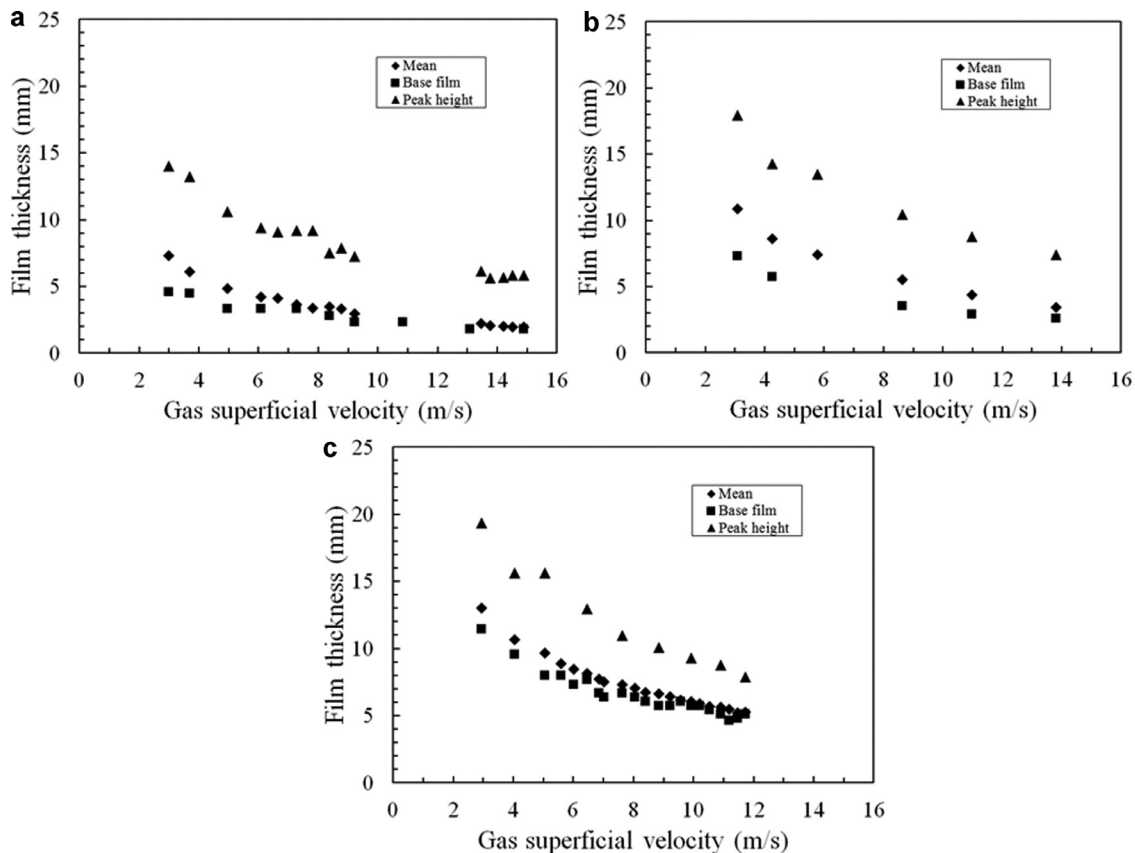 a
25
20
15
10
5
0
Film thickness (mm)
Mean
Base film
Peak height
0 2 4 6 8 10 12 14 16
Gas superficial velocity (m/s)
b
25
20
15
10
5
0
Film thickness (mm)
Mean
Base film
Peak height
0 2 4 6 8 10 12 14 16
Gas superficial velocity (m/s)
c
25
20
15
10
5
0
Film thickness (mm)
Mean
Base film
Peak height
0 2 4 6 8 10 12 14 16
Gas superficial velocity (m/s)